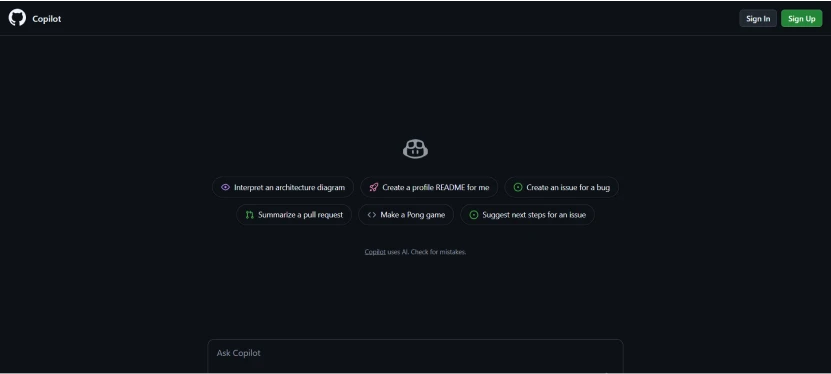 Copilot Sign In Sign Up
Interpret an architecture diagram Create a profile README for me Create an issue for a bug
Summarize a pull request Make a Pong game Suggest next steps for an issue
Copilot uses AI. Check for mistakes.
Ask Copilot